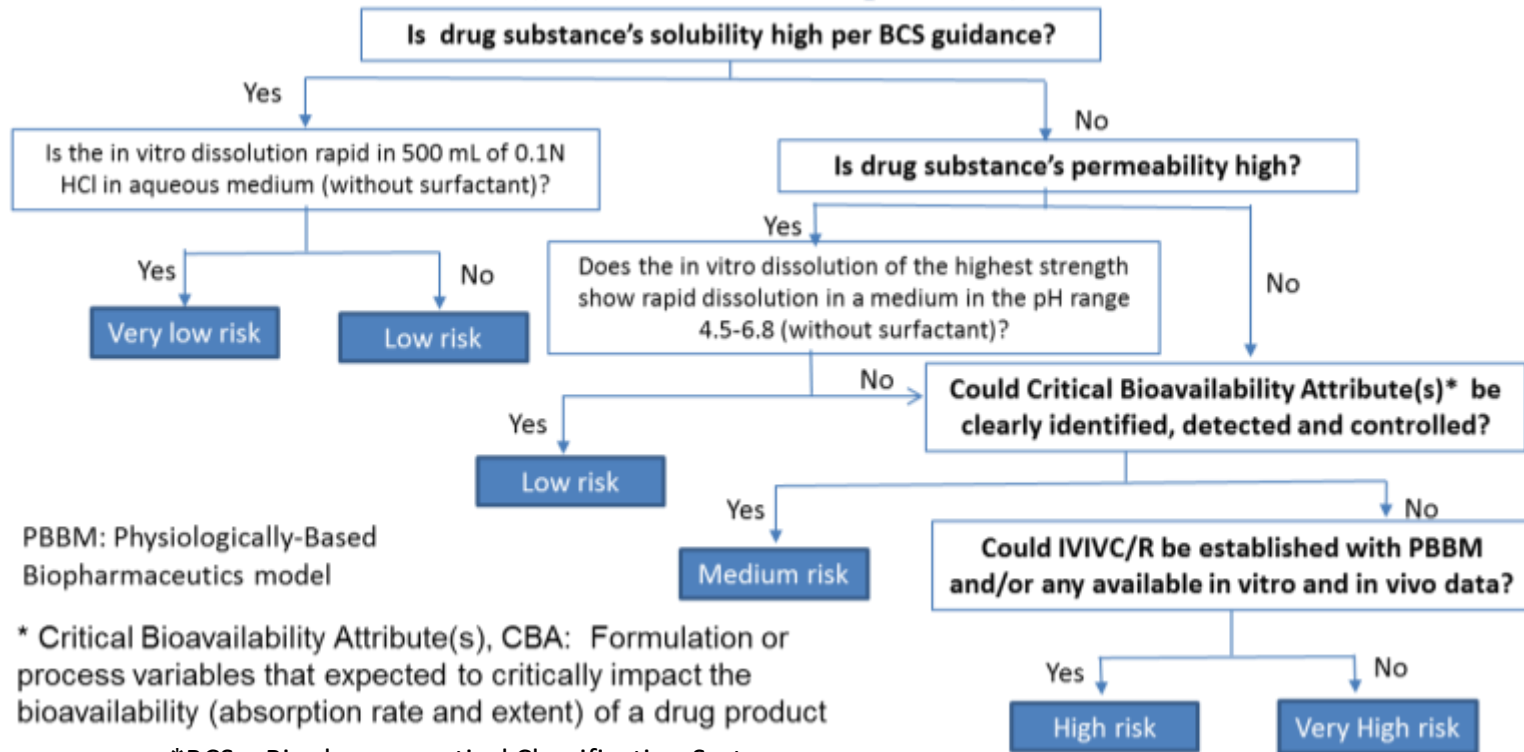 Is drug substance's solubility high per BCS guidance?
Yes
No
Is the in vitro dissolution rapid in 500 mL of 0.1N
HCl in aqueous medium (without surfactant)?
Is drug substance's permeability high?
Yes
No
Yes
No
Very low risk
Low risk
Does the in vitro dissolution of the highest strength
show rapid dissolution in a medium in the pH range
4.5-6.8 (without surfactant)?
No
Yes
Low risk
Could Critical Bioavailability Attribute(s)* be
clearly identified, detected and controlled?
Yes
No
Medium risk
Could IVIVC/R be established with PBBM
and/or any available in vitro and in vivo data?
Yes
No
High risk
Very High risk
PBBM: Physiologically-Based
Biopharmaceutics model
* Critical Bioavailability Attribute(s), CBA: Formulation or
process variables that expected to critically impact the
bioavailability (absorption rate and extent) of a drug product